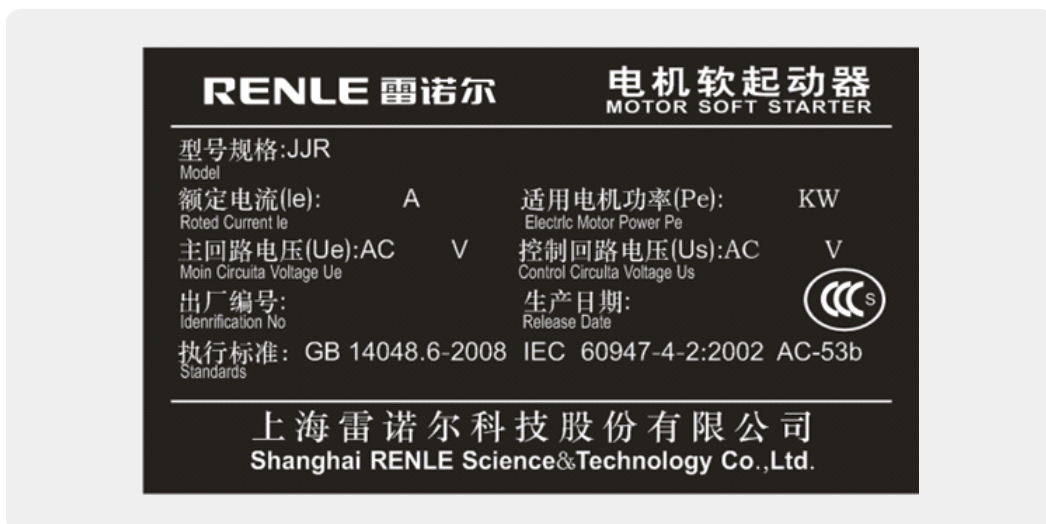 RENLE 雷诺尔 电机软起动器
MOTOR SOFT STARTER
型号规格:JJR
Model
额定电流(Ie): A 适用电机功率(Pe): KW
Roted Current Ie Electrlc Motor Power Pe
主回路电压(Ue):AC V 控制回路电压(Us):AC V
Moin Circuita Voltage Ue Control Circulta Voltage Us
出厂编号: 生产日期:
Idenrification No Release Date
CCC S
执行标准: GB 14048.6-2008 IEC 60947-4-2:2002 AC-53b
Standards
上海雷诺尔科技股份有限公司
Shanghai RENLE Science&Technology Co.,Ltd.